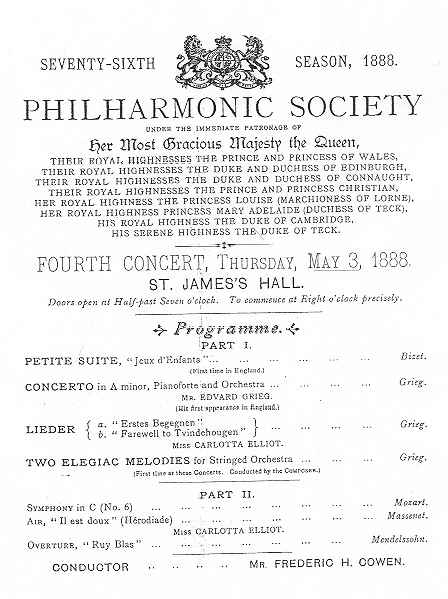 SEVENTY-SIXTH SEASON, 1888.
PHILHARMONIC SOCIETY
UNDER THE IMMEDIATE PATRONAGE OF
Her Most Gracious Majesty the Queen,
THEIR ROYAL HIGHNESSES THE PRINCE AND PRINCESS OF WALES,
THEIR ROYAL HIGHNESSES THE DUKE AND DUCHESS OF EDINBURGH,
THEIR ROYAL HIGHNESSES THE DUKE AND DUCHESS OF CONNAUGHT,
THEIR ROYAL HIGHNESSES THE PRINCE AND PRINCESS CHRISTIAN,
HER ROYAL HIGHNESS THE PRINCESS LOUISE (MARCHIONESS OF LORNE),
HER ROYAL HIGHNESS PRINCESS MARY ADELAIDE (DUCHESS OF TECK),
HIS ROYAL HIGHNESS THE DUKE OF CAMBRIDGE,
HIS SERENE HIGHNESS THE DUKE OF TECK.
FOURTH CONCERT, THURSDAY, MAY 3, 1888.
ST. JAMES'S HALL.
Doors open at Half-past Seven o'clock. To commence at Eight o'clock precisely.
Programme.
PART I.
PETITE SUITE, "Jeux d'Enfants"... ... ... ... ... Bizet.
(First time in England.)
CONCERTO in A minor, Pianoforte and Orchestra ... ... ... ... Grieg.
MR. EDVARD GRIEG.
(His first appearance in England.)
LIEDER { a. "Erstes Begegnen" } ... ... ... Grieg.
{ b. "Farewell to Tvindehougen" }
MISS CARLOTTA ELLIOT.
TWO ELEGIAC MELODIES for Stringed Orchestra ... ... ... Grieg.
(First time at these Concerts. Conducted by the COMPOSER.)
PART II.
SYMPHONY in C (No. 6) ... ... ... ... ... ... Mozart.
AIR, "Il est doux" (Hérodiade) ... ... ... ... ... Massenet.
MISS CARLOTTA ELLIOT.
OVERTURE, "Ruy Blas" ... ... ... ... ... ... Mendelssohn.
CONDUCTOR .. .. .. .. MR. FREDERIC H. COWEN.